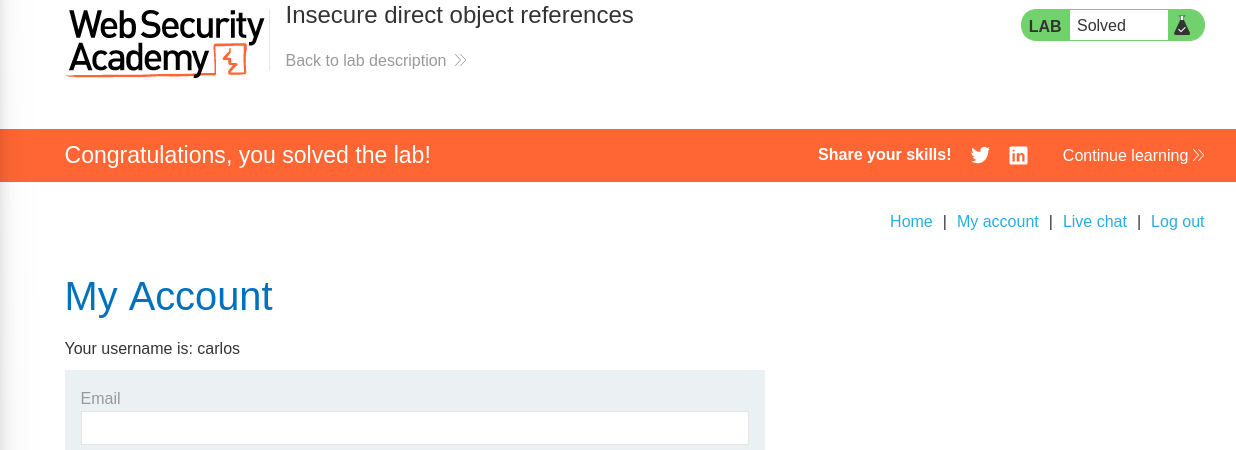 Web Security
Academy
Insecure direct object references
Back to lab description
LAB Solved
Congratulations, you solved the lab!
Share your skills!
Continue learning
Home | My account | Live chat | Log out
My Account
Your username is: carlos
Email